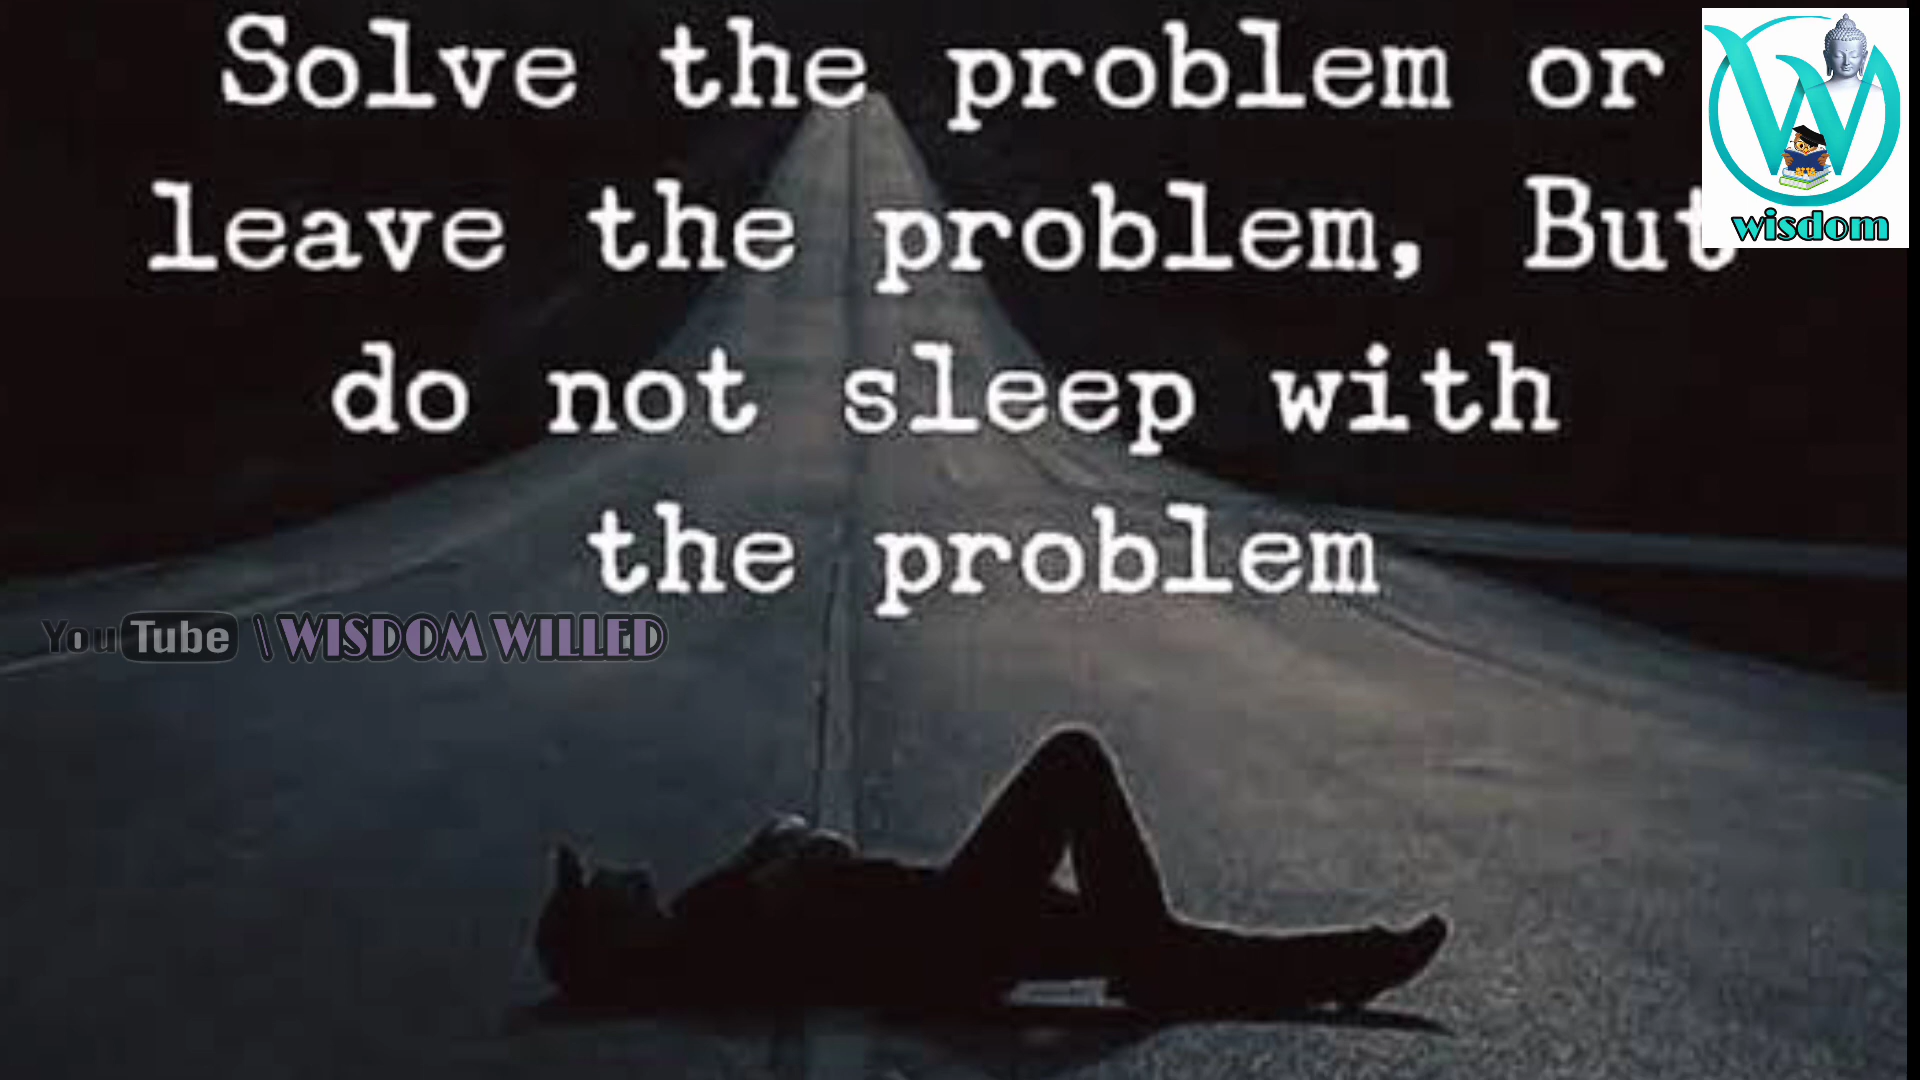 Solve the problem or
leave the problem, But
do not sleep with
the problem
wisdom
YouTube \ WISDOM WILLED